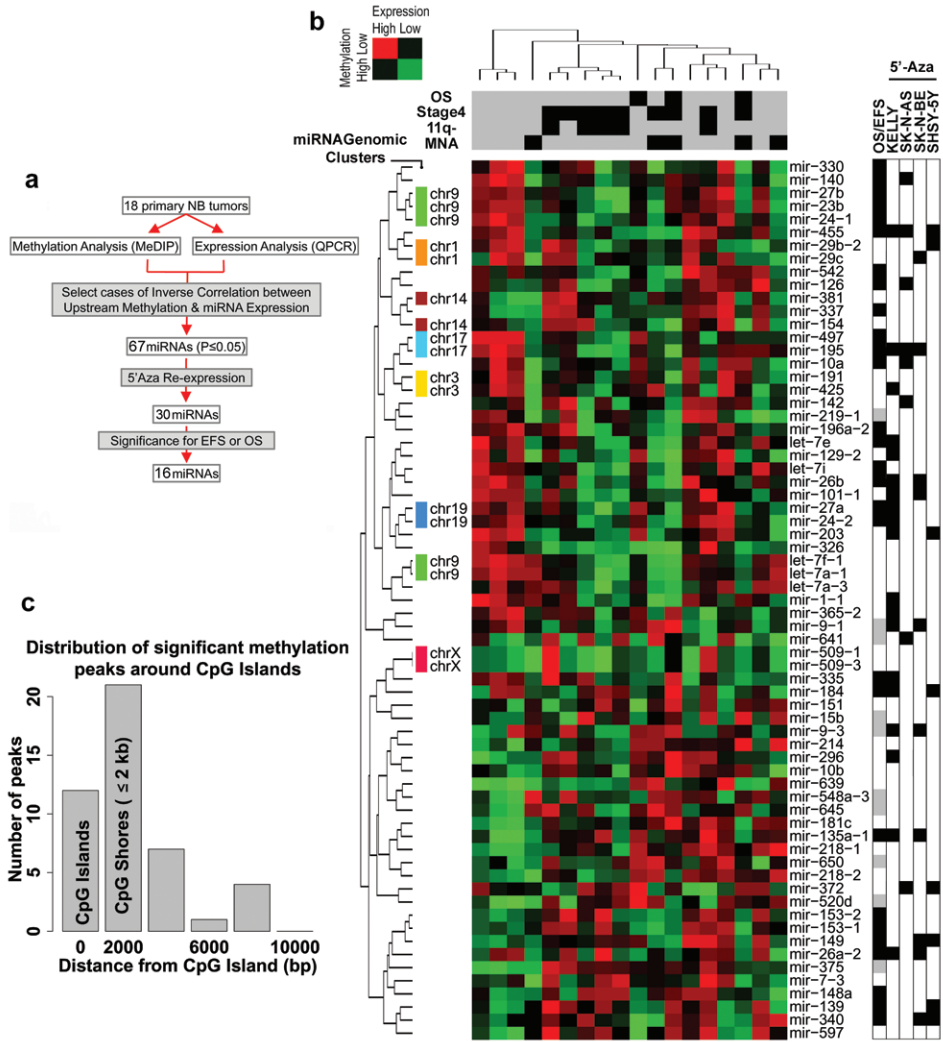 b
Expression
High Low
Methylation
High Low
5'-Aza
OS/EFS
KELLY
SK-N-AS
SK-N-BE
SHSY-5Y
OS
Stage4
11q-
MNA
miRNAGenomic
Clusters
chr9
chr9
chr9
chr1
chr1
chr14
chr14
chr17
chr17
chr3
chr3
chr19
chr19
chr9
chr9
chrX
chrX
mir-330
mir-140
mir-27b
mir-23b
mir-24-1
mir-455
mir-29b-2
mir-29c
mir-542
mir-126
mir-381
mir-337
mir-154
mir-497
mir-195
mir-10a
mir-191
mir-425
mir-142
mir-219-1
mir-196a-2
let-7e
mir-129-2
let-7i
mir-26b
mir-101-1
mir-27a
mir-24-2
mir-203
mir-326
let-7f-1
let-7a-1
let-7a-3
mir-1-1
mir-365-2
mir-9-1
mir-641
mir-509-1
mir-509-3
mir-335
mir-184
mir-151
mir-15b
mir-9-3
mir-214
mir-296
mir-10b
mir-639
mir-548a-3
mir-645
mir-181c
mir-135a-1
mir-218-1
mir-650
mir-218-2
mir-372
mir-520d
mir-153-2
mir-153-1
mir-149
mir-26a-2
mir-375
mir-7-3
mir-148a
mir-139
mir-340
mir-597
a
18 primary NB tumors
Methylation Analysis (MeDIP)
Expression Analysis (QPCR)
Select cases of Inverse Correlation between
Upstream Methylation & miRNA Expression
67miRNAs (P≤0.05)
5'Aza Re-expression
30miRNAs
Significance for EFS or OS
16miRNAs
c
Distribution of significant methylation
peaks around CpG Islands
Number of peaks
20
15
10
5
0
CpG Islands
CpG Shores ( ≤ 2 kb)
0 2000 6000 10000
Distance from CpG Island (bp)